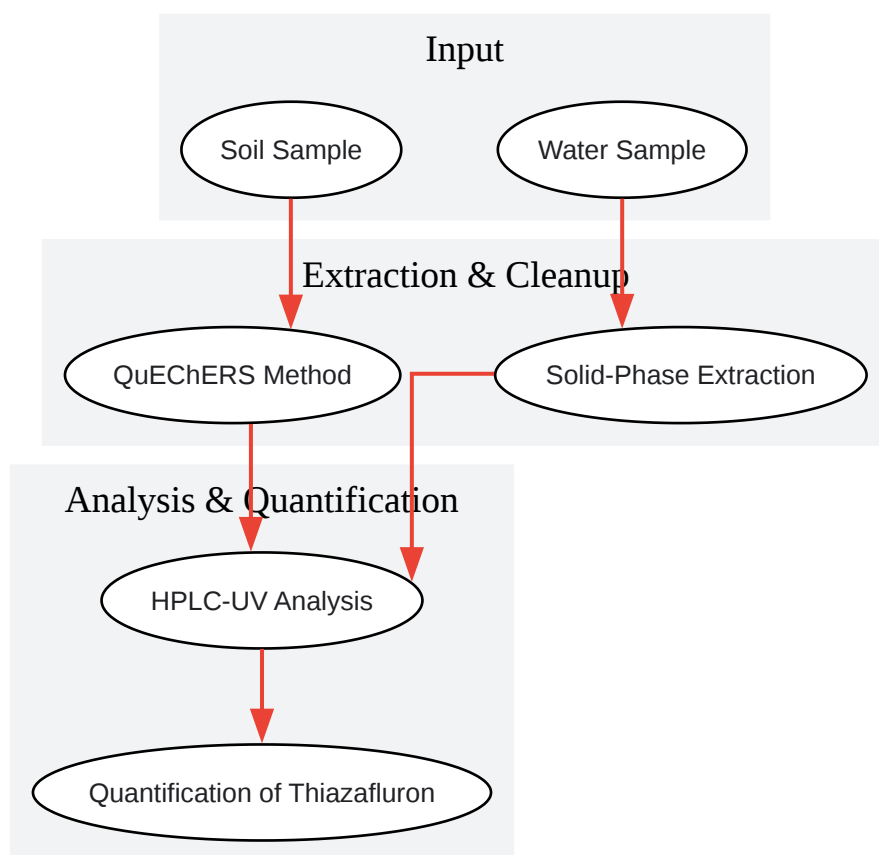 Input
Soil Sample
Water Sample
Extraction & Cleanup
QuEChERS Method
Solid-Phase Extraction
Analysis & Quantification
HPLC-UV Analysis
Quantification of Thiazafluron